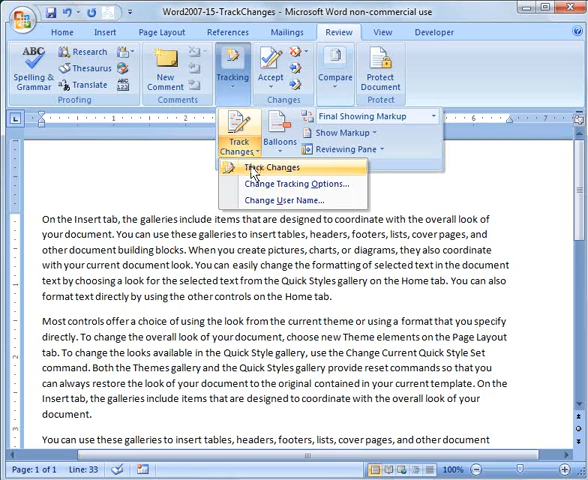 Word2007-15-TrackChanges - Microsoft Word non-commercial use
Home Insert Page Layout References Mailings Review View Developer
ABC
Spelling & Grammar
Research
Thesaurus
Translate
Proofing
New Comment
Comments
Tracking
Accept
Changes
Compare
Protect Document
Protect
Track Changes
Balloons
Final Showing Markup
Show Markup
Reviewing Pane
Track Changes
Change Tracking Options...
Change User Name...
On the Insert tab, the galleries include items that are designed to coordinate with the overall look of
your document. You can use these galleries to insert tables, headers, footers, lists, cover pages, and
other document building blocks. When you create pictures, charts, or diagrams, they also coordinate
with your current document look. You can easily change the formatting of selected text in the document
text by choosing a look for the selected text from the Quick Styles gallery on the Home tab. You can also
format text directly by using the other controls on the Home tab.
Most controls offer a choice of using the look from the current theme or using a format that you specify
directly. To change the overall look of your document, choose new Theme elements on the Page Layout
tab. To change the looks available in the Quick Style gallery, use the Change Current Quick Style Set
command. Both the Themes gallery and the Quick Styles gallery provide reset commands so that you
can always restore the look of your document to the original contained in your current template. On the
Insert tab, the galleries include items that are designed to coordinate with the overall look of your
document.
You can use these galleries to insert tables, headers, footers, lists, cover pages, and other document
Page: 1 of 1 Line: 33 100%